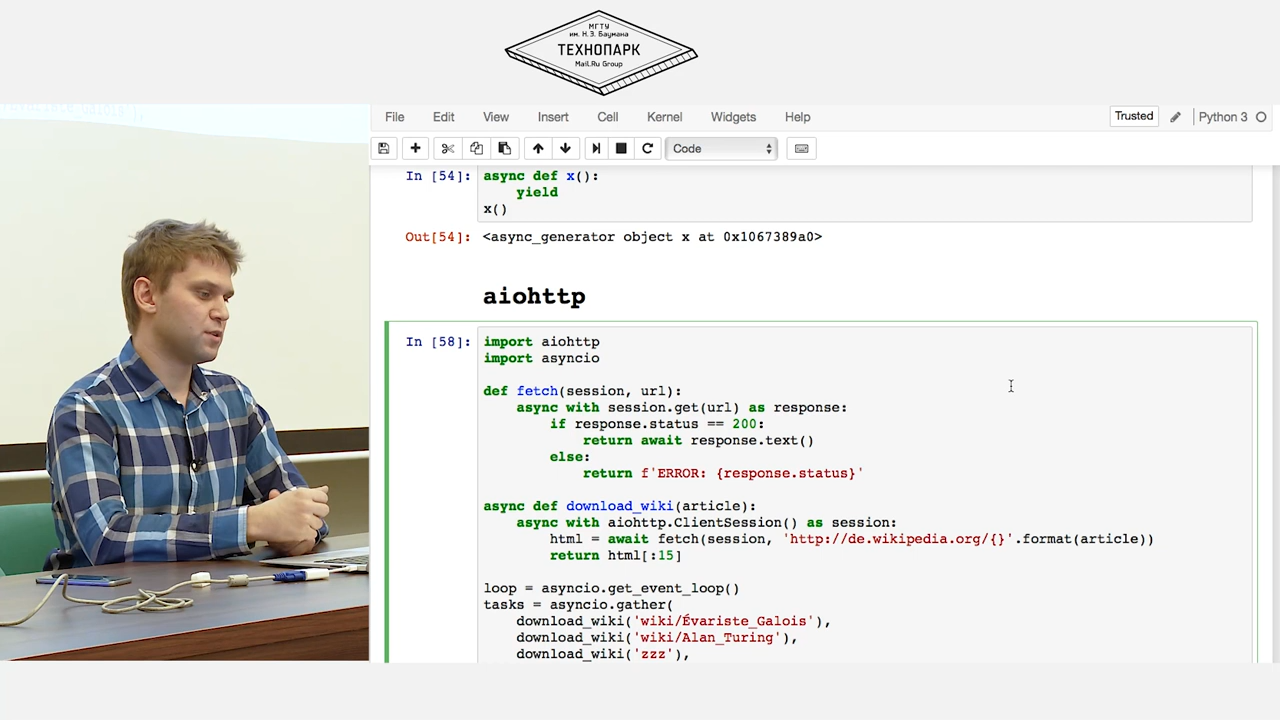 МГТУ
им. Н.Э. Баумана
ТЕХНОПАРК
Mail.Ru Group
File Edit View Insert Cell Kernel Widgets Help Trusted Python 3
Code
In [54]: async def x():
yield
x()
Out[54]: <async_generator object x at 0x1067389a0>
aiohttp
In [58]: import aiohttp
import asyncio
def fetch(session, url):
async with session.get(url) as response:
if response.status == 200:
return await response.text()
else:
return f'ERROR: {response.status}'
async def download_wiki(article):
async with aiohttp.ClientSession() as session:
html = await fetch(session, 'http://de.wikipedia.org/{}'.format(article))
return html[:15]
loop = asyncio.get_event_loop()
tasks = asyncio.gather(
download_wiki('wiki/Évariste_Galois'),
download_wiki('wiki/Alan_Turing'),
download_wiki('zzz'),